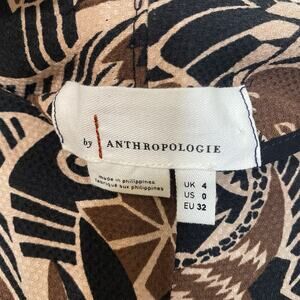 by ANTHROPOLOGIE
made in philippines
fabriqué aux philippines
UK 4
US 0
EU 32